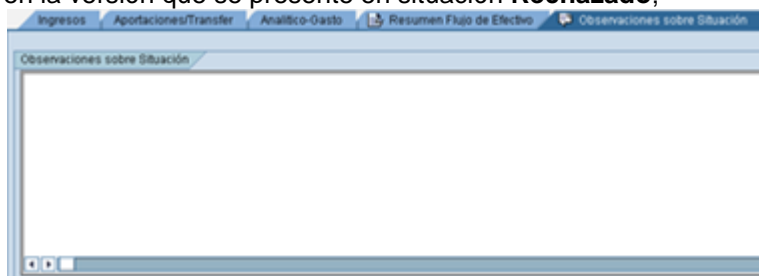 en la versión que se presentó en situación Rechazado,
Ingresos Aportaciones/Transfer Analítico-Gasto Resumen Flujo de Efectivo Observaciones sobre Situación
Observaciones sobre Situación